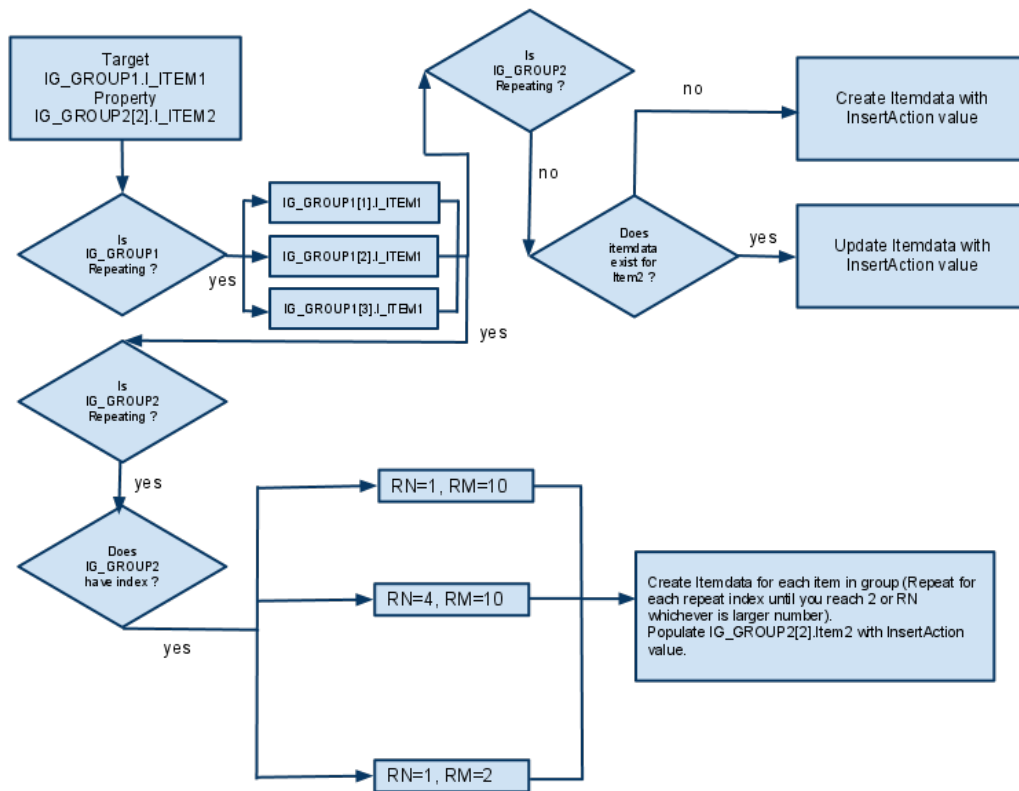 Target
IG_GROUP1.I_ITEM1
Property
IG_GROUP2[2].I_ITEM2
Is
IG_GROUP1
Repeating ?
yes
IG_GROUP1[1].I_ITEM1
IG_GROUP1[2].I_ITEM1
IG_GROUP1[3].I_ITEM1
Is
IG_GROUP2
Repeating ?
no
Does
itemdata
exist for
Item2 ?
no
Create Itemdata with
InsertAction value
yes
Update Itemdata with
InsertAction value
yes
Is
IG_GROUP2
Repeating ?
yes
Does
IG_GROUP2
have index ?
yes
RN=1, RM=10
RN=4, RM=10
RN=1, RM=2
Create Itemdata for each item in group (Repeat for
each repeat index until you reach 2 or RN
whichever is larger number).
Populate IG_GROUP2[2].Item2 with InsertAction
value.